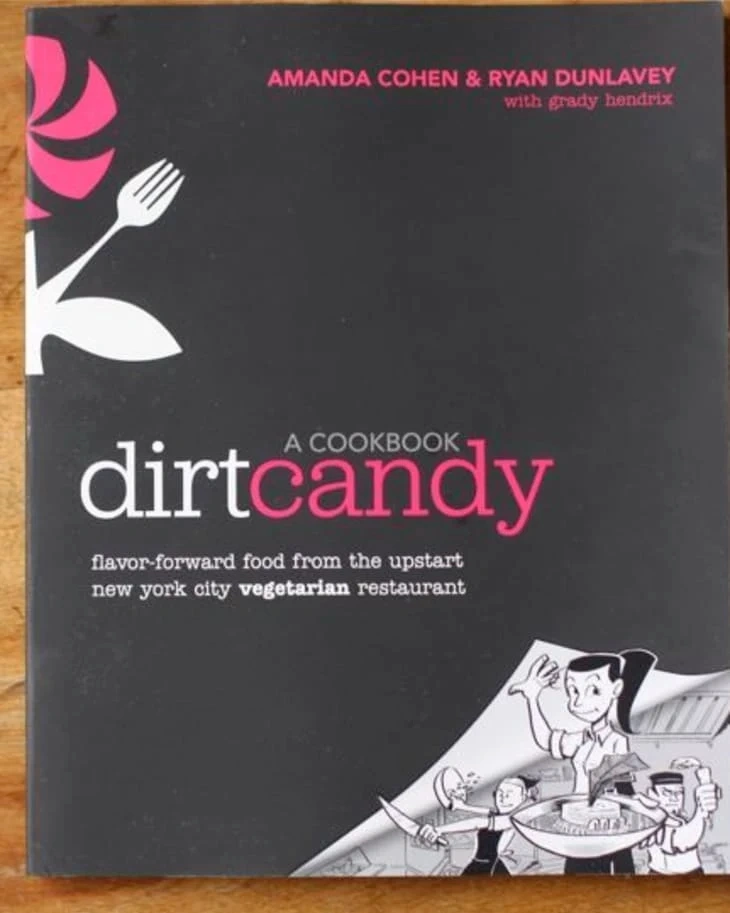 AMANDA COHEN & RYAN DUNLAVEY
with grady hendrix
A COOKBOOK
dirtcandy
flavor-forward food from the upstart
new york city vegetarian restaurant